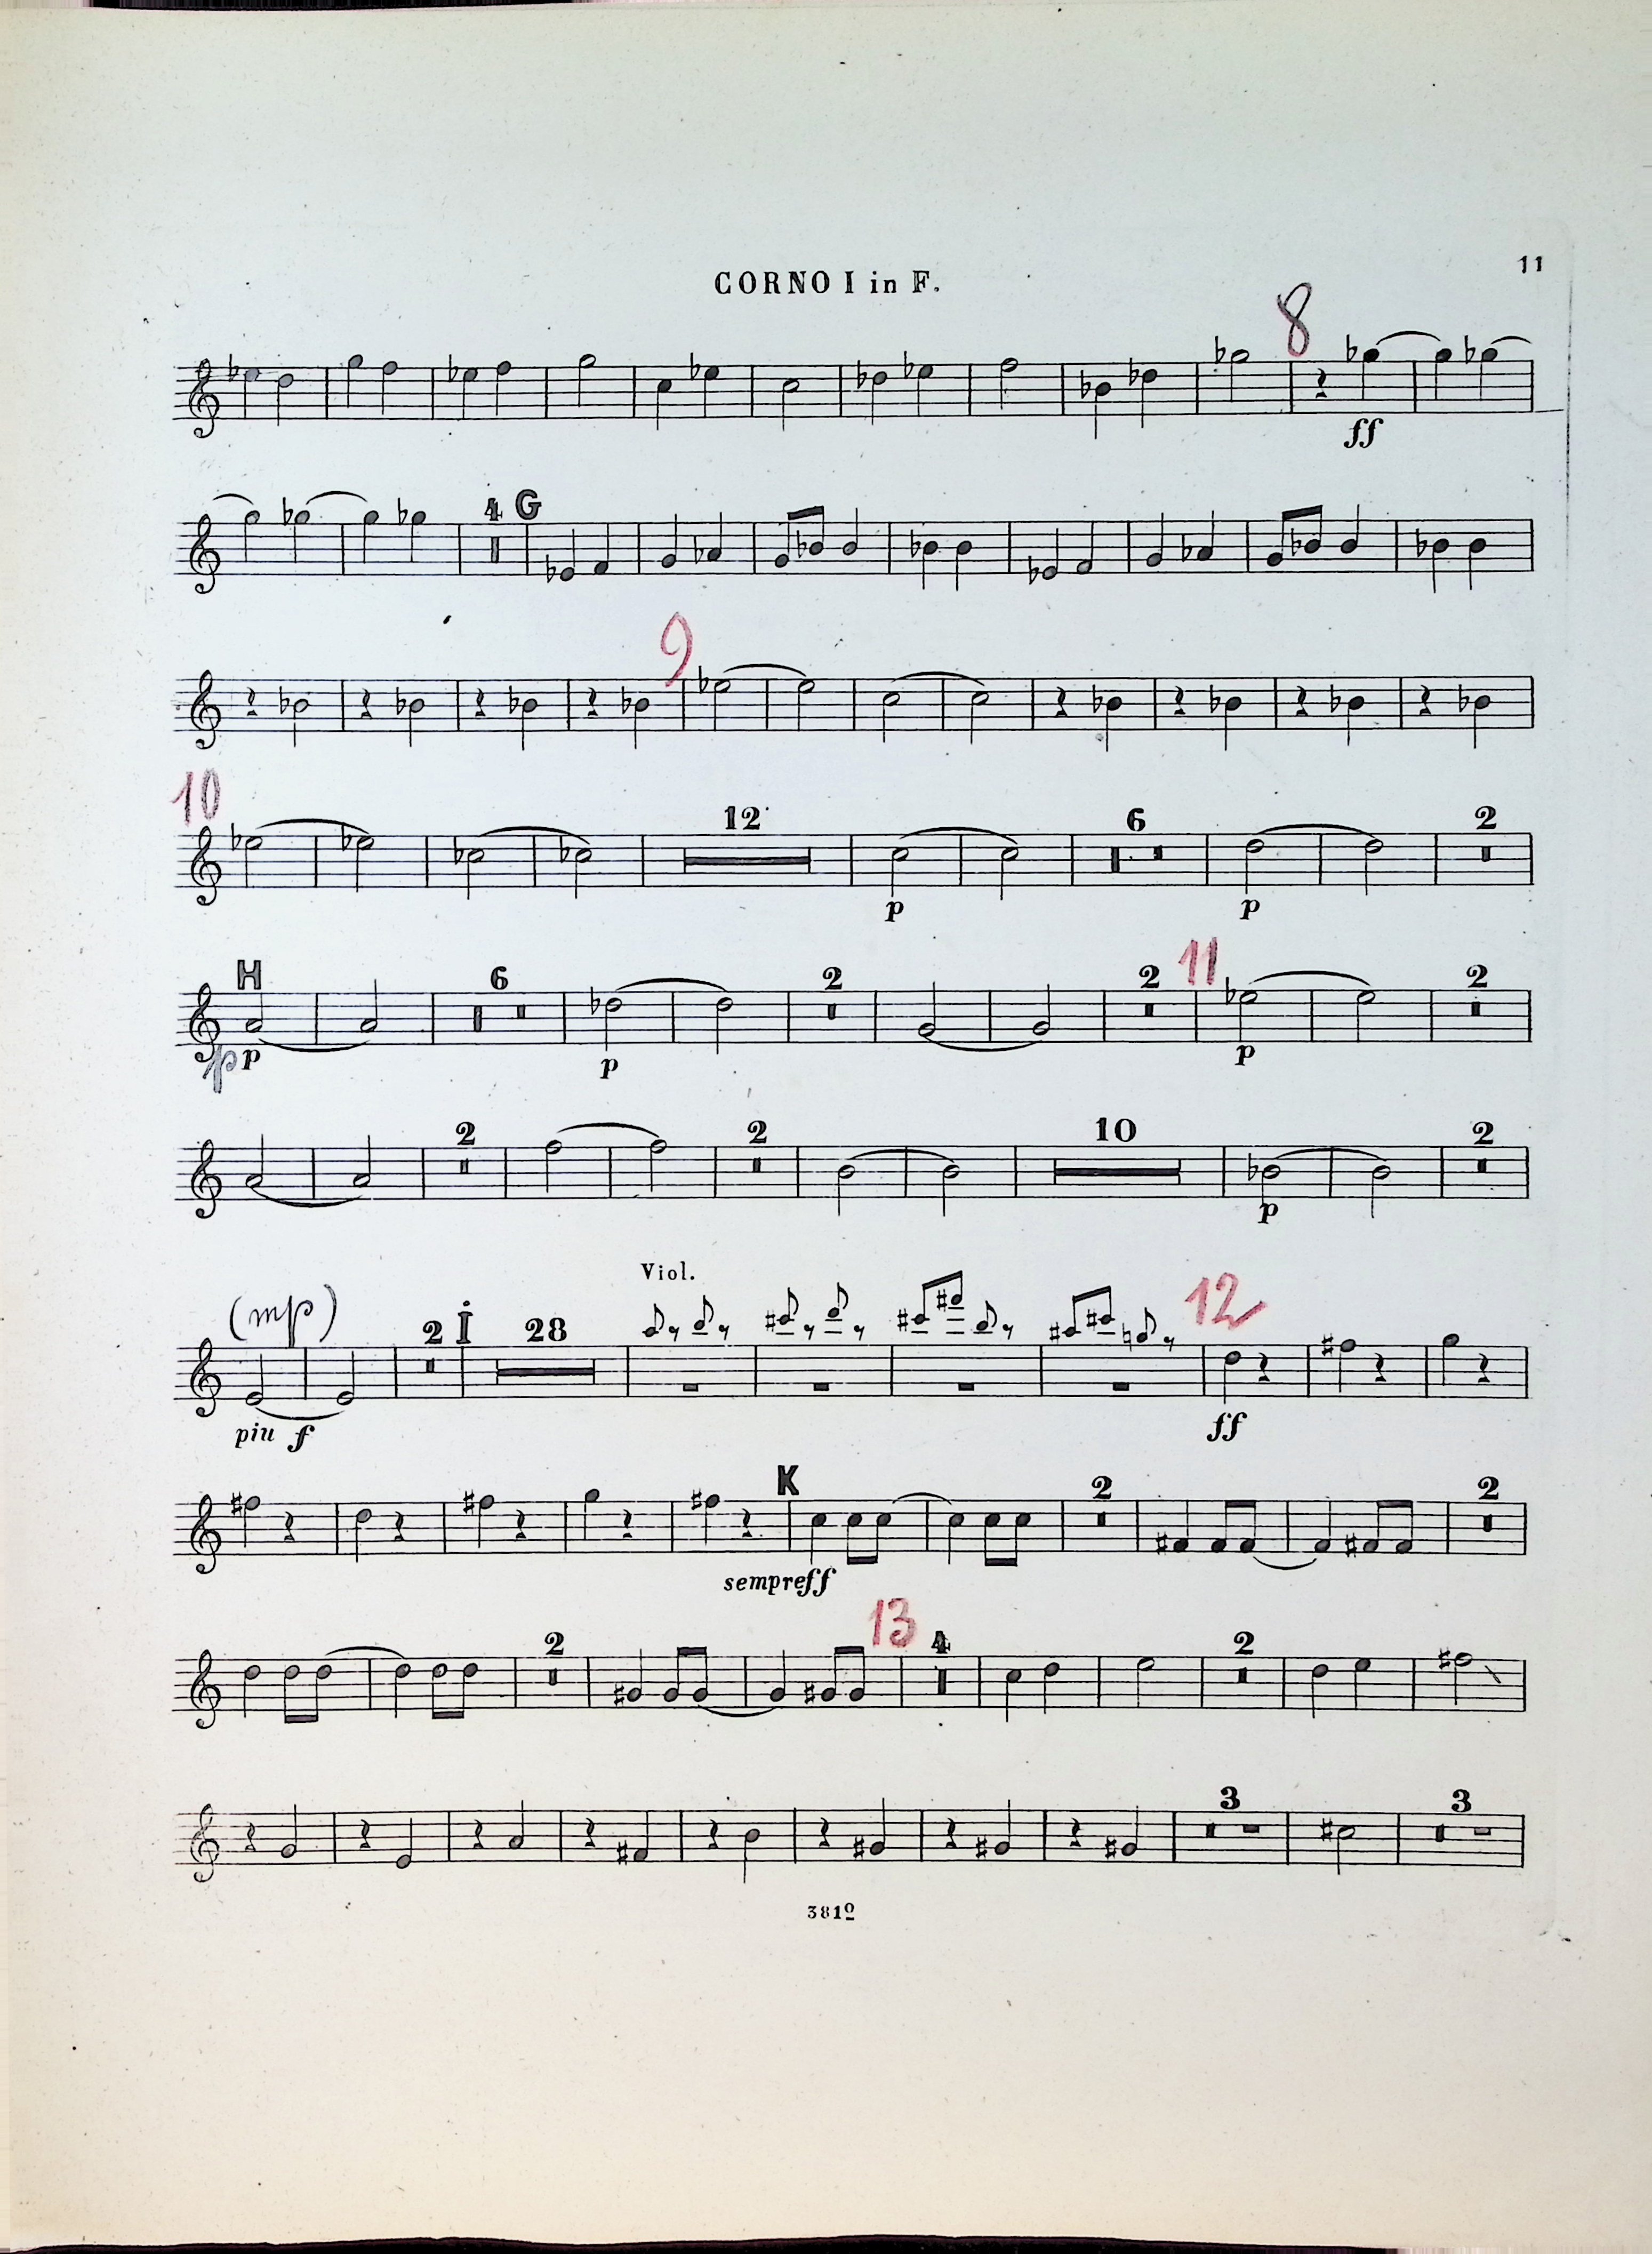 11
CORNO I in F.
8
ff
4 G
9
10
12 6 2
p p
H 6 2 2 11 2
p p p p
2 2 10 2
p
Viol.
(mp) 2 I 28 12
piu f ff
K 2 2
sempre ff
13
2 4 2
3 3
3810